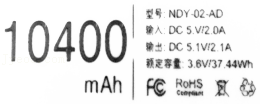 10400
mAh
型号: NDY-02-AD
输入: DC 5.V/2.0A
输出: DC 5.1V/2.1A
额定容量: 3.6V/37.44Wh
FC RoHS
Compliant